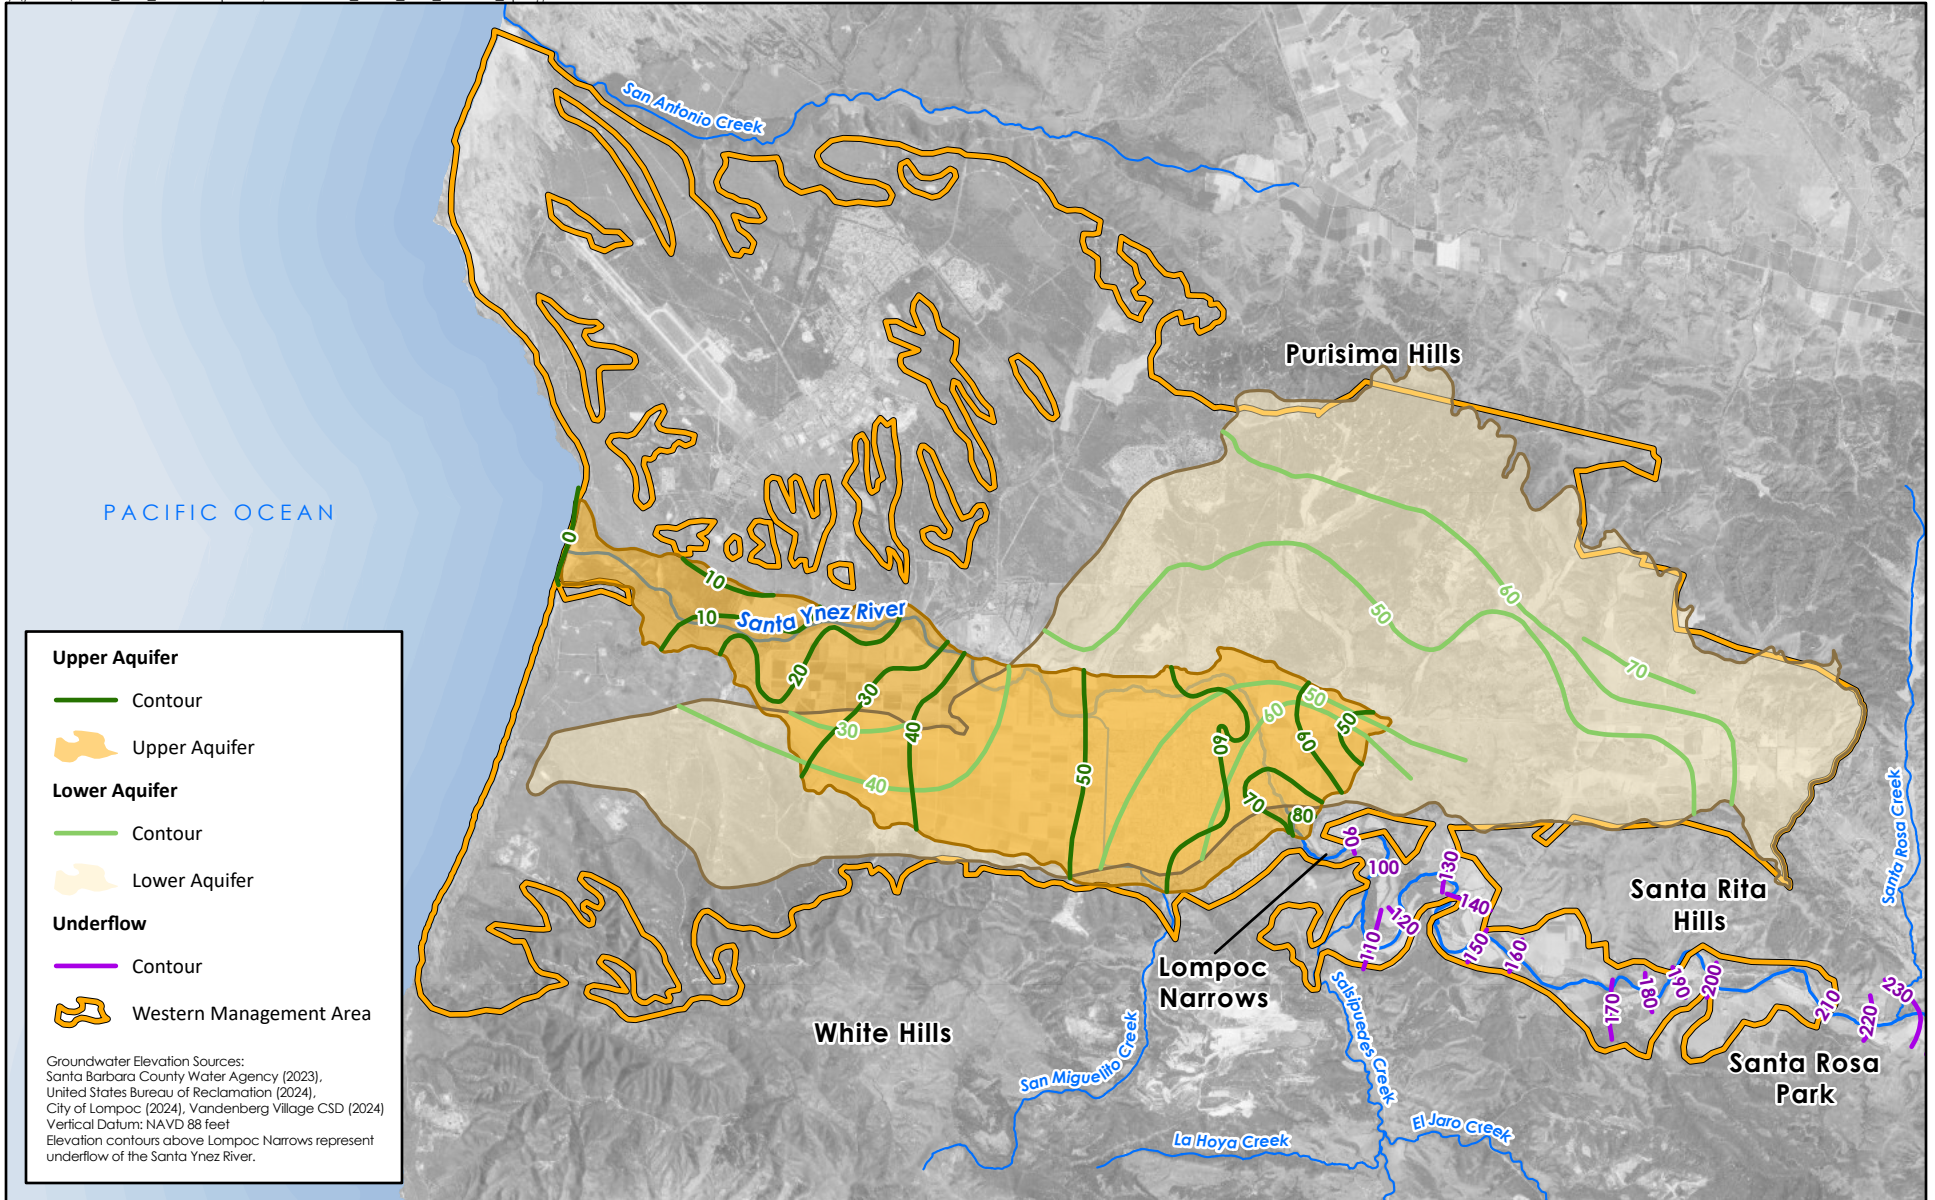 San Antonio Creek
Purisima Hills
PACIFIC OCEAN
0
10
10
Santa Ynez River
20
30
40
30
40
50
60
60
50
60
50
70
80
50
60
70
Upper Aquifer
Contour
Upper Aquifer
Lower Aquifer
Contour
Lower Aquifer
Underflow
Contour
Western Management Area
Groundwater Elevation Sources:
Santa Barbara County Water Agency (2023),
United States Bureau of Reclamation (2024),
City of Lompoc (2024), Vandenberg Village CSD (2024)
Vertical Datum: NAVD 88 feet
Elevation contours above Lompoc Narrows represent
underflow of the Santa Ynez River.
90
100
110
120
130
140
150
160
170
180
190
200
210
220
230
Santa Rosa Creek
Santa Rita
Hills
Lompoc
Narrows
White Hills
Santa Rosa
Park
San Miguelito Creek
Salsipuedes Creek
La Hoya Creek
El Jaro Creek